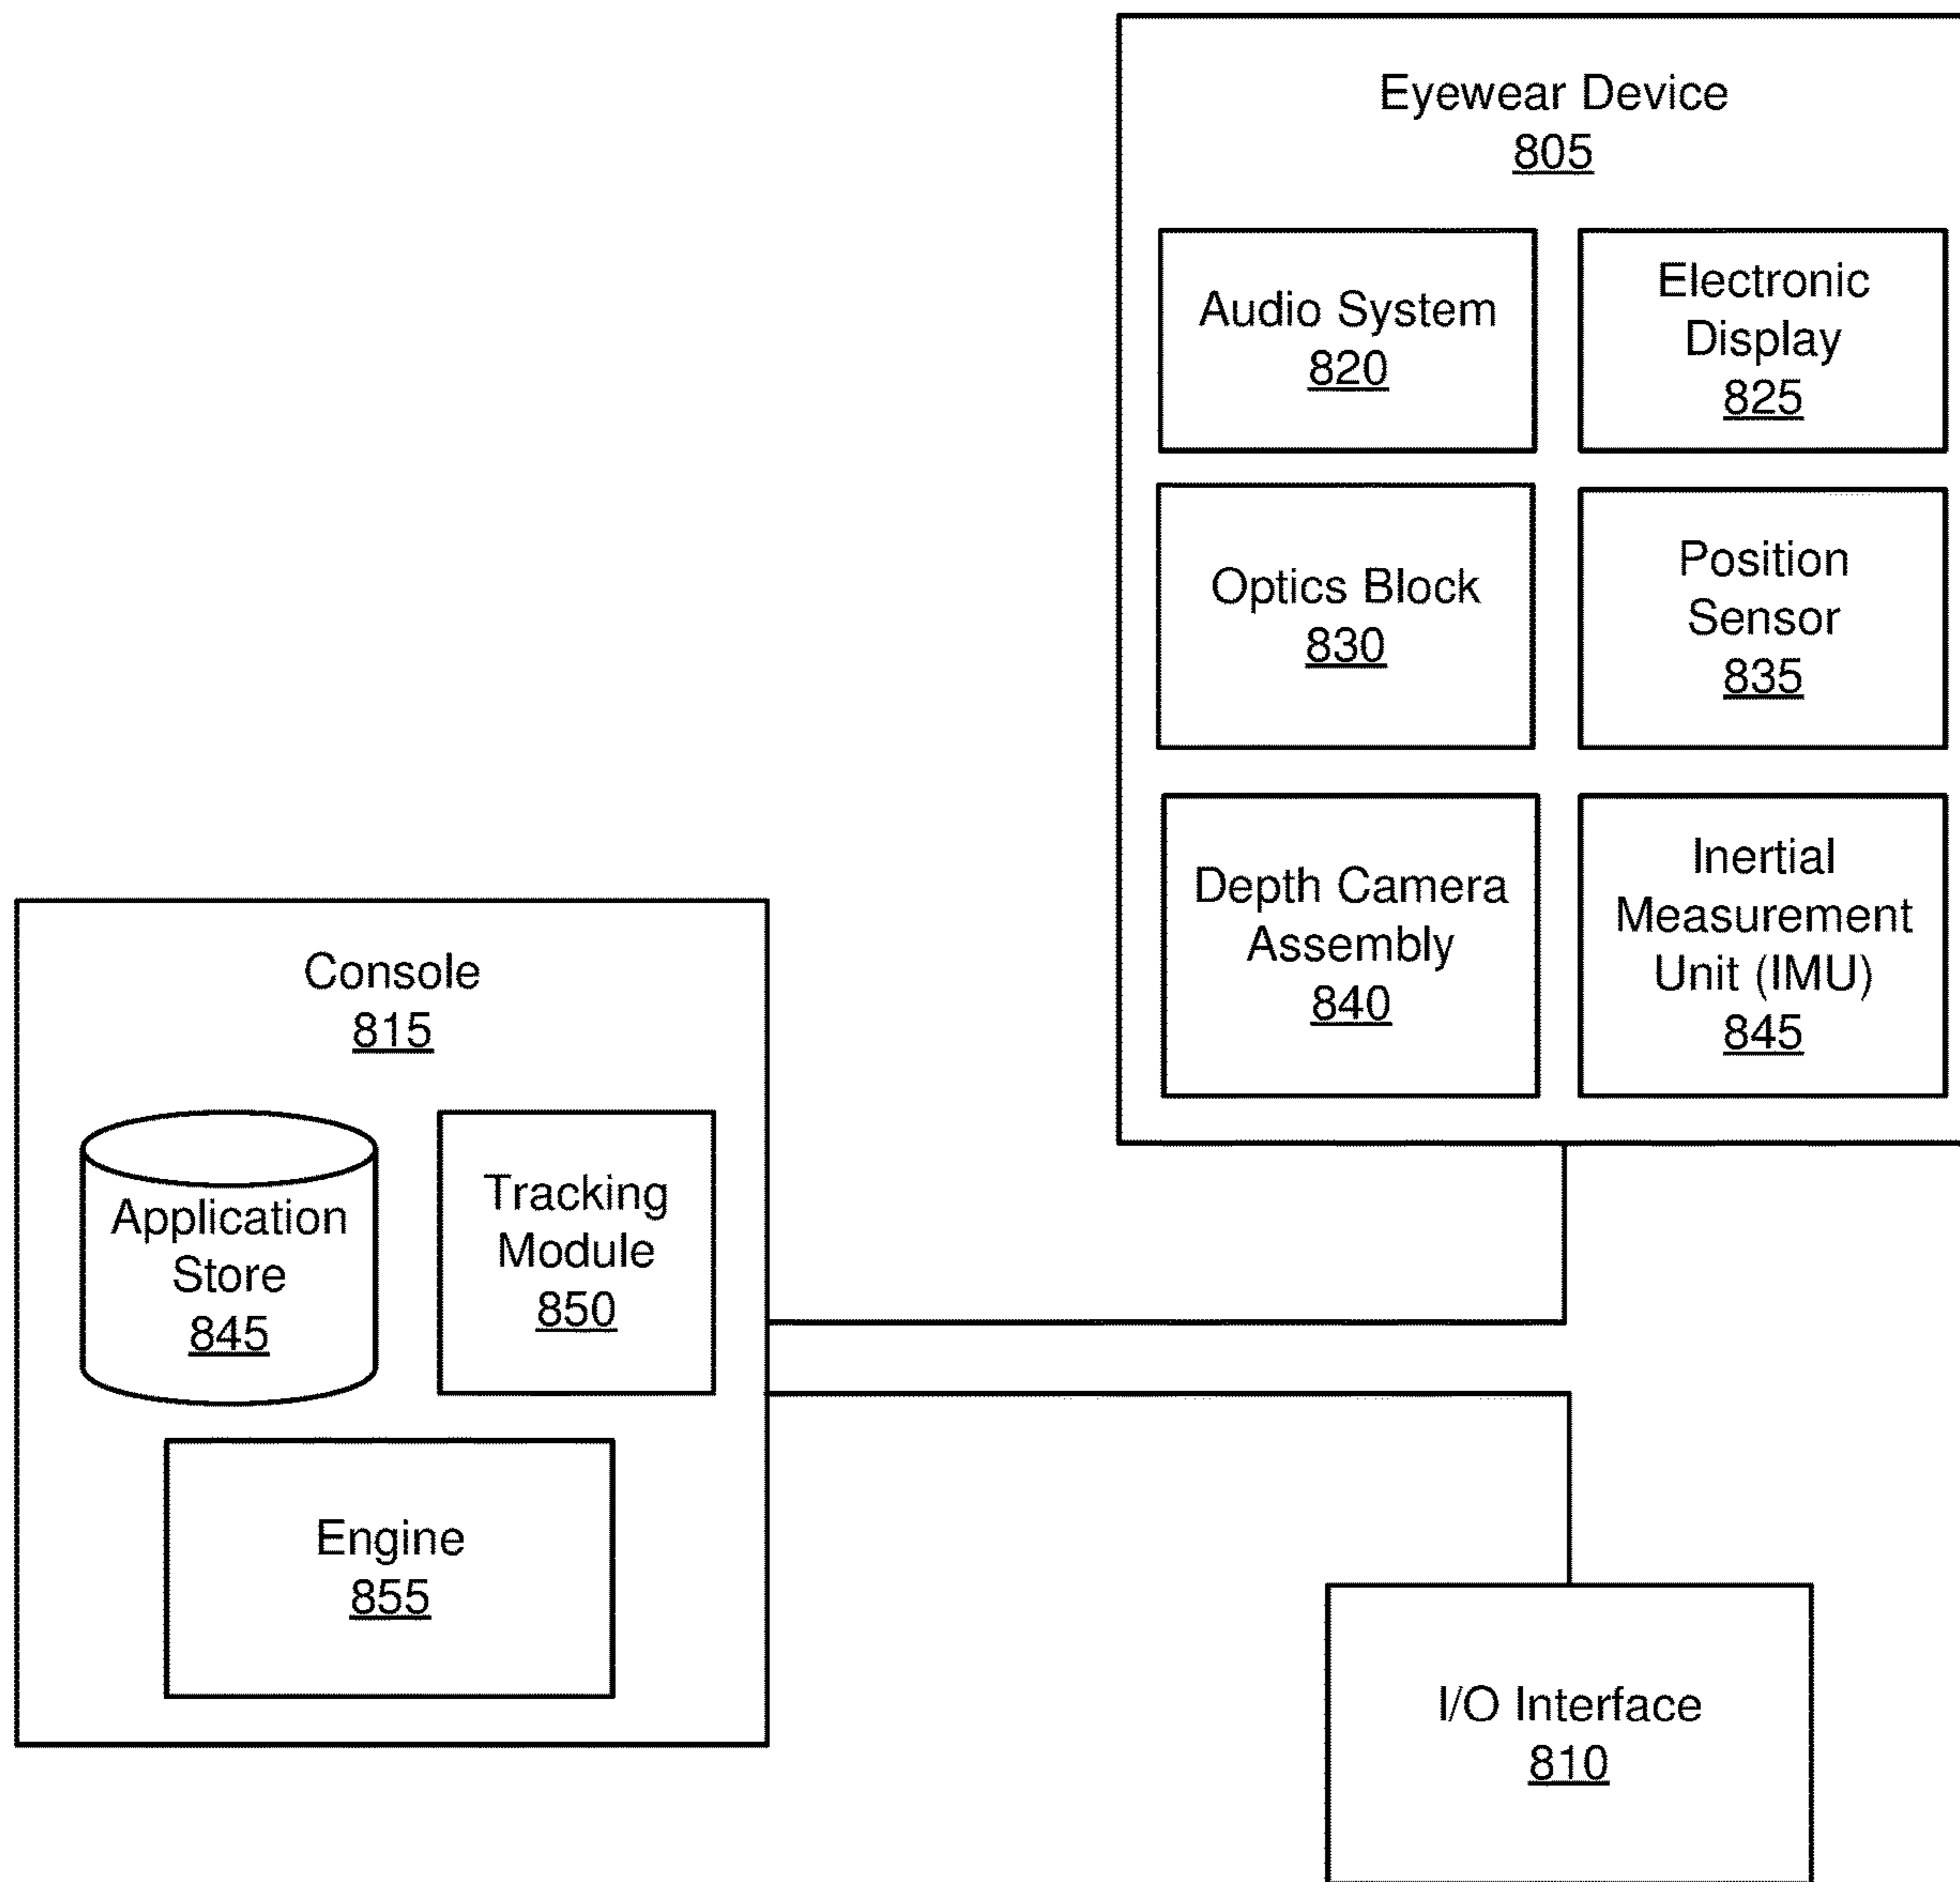 Eyewear Device
805
Audio System
820
Electronic
Display
825
Optics Block
830
Position
Sensor
835
Depth Camera
Assembly
840
Inertial
Measurement
Unit (IMU)
845
Console
815
Application
Store
845
Tracking
Module
850
Engine
855
I/O Interface
810